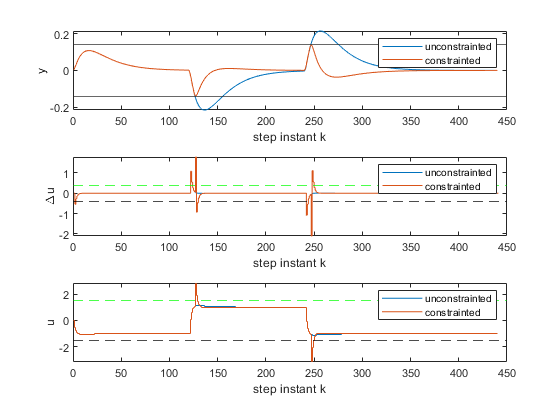 0.2
0
-0.2
y
unconstrainted
constrainted
0 50 100 150 200 250 300 350 400 450
step instant k
1
0
-1
-2
Δu
unconstrainted
constrainted
0 50 100 150 200 250 300 350 400 450
step instant k
2
0
-2
u
unconstrainted
constrainted
0 50 100 150 200 250 300 350 400 450
step instant k